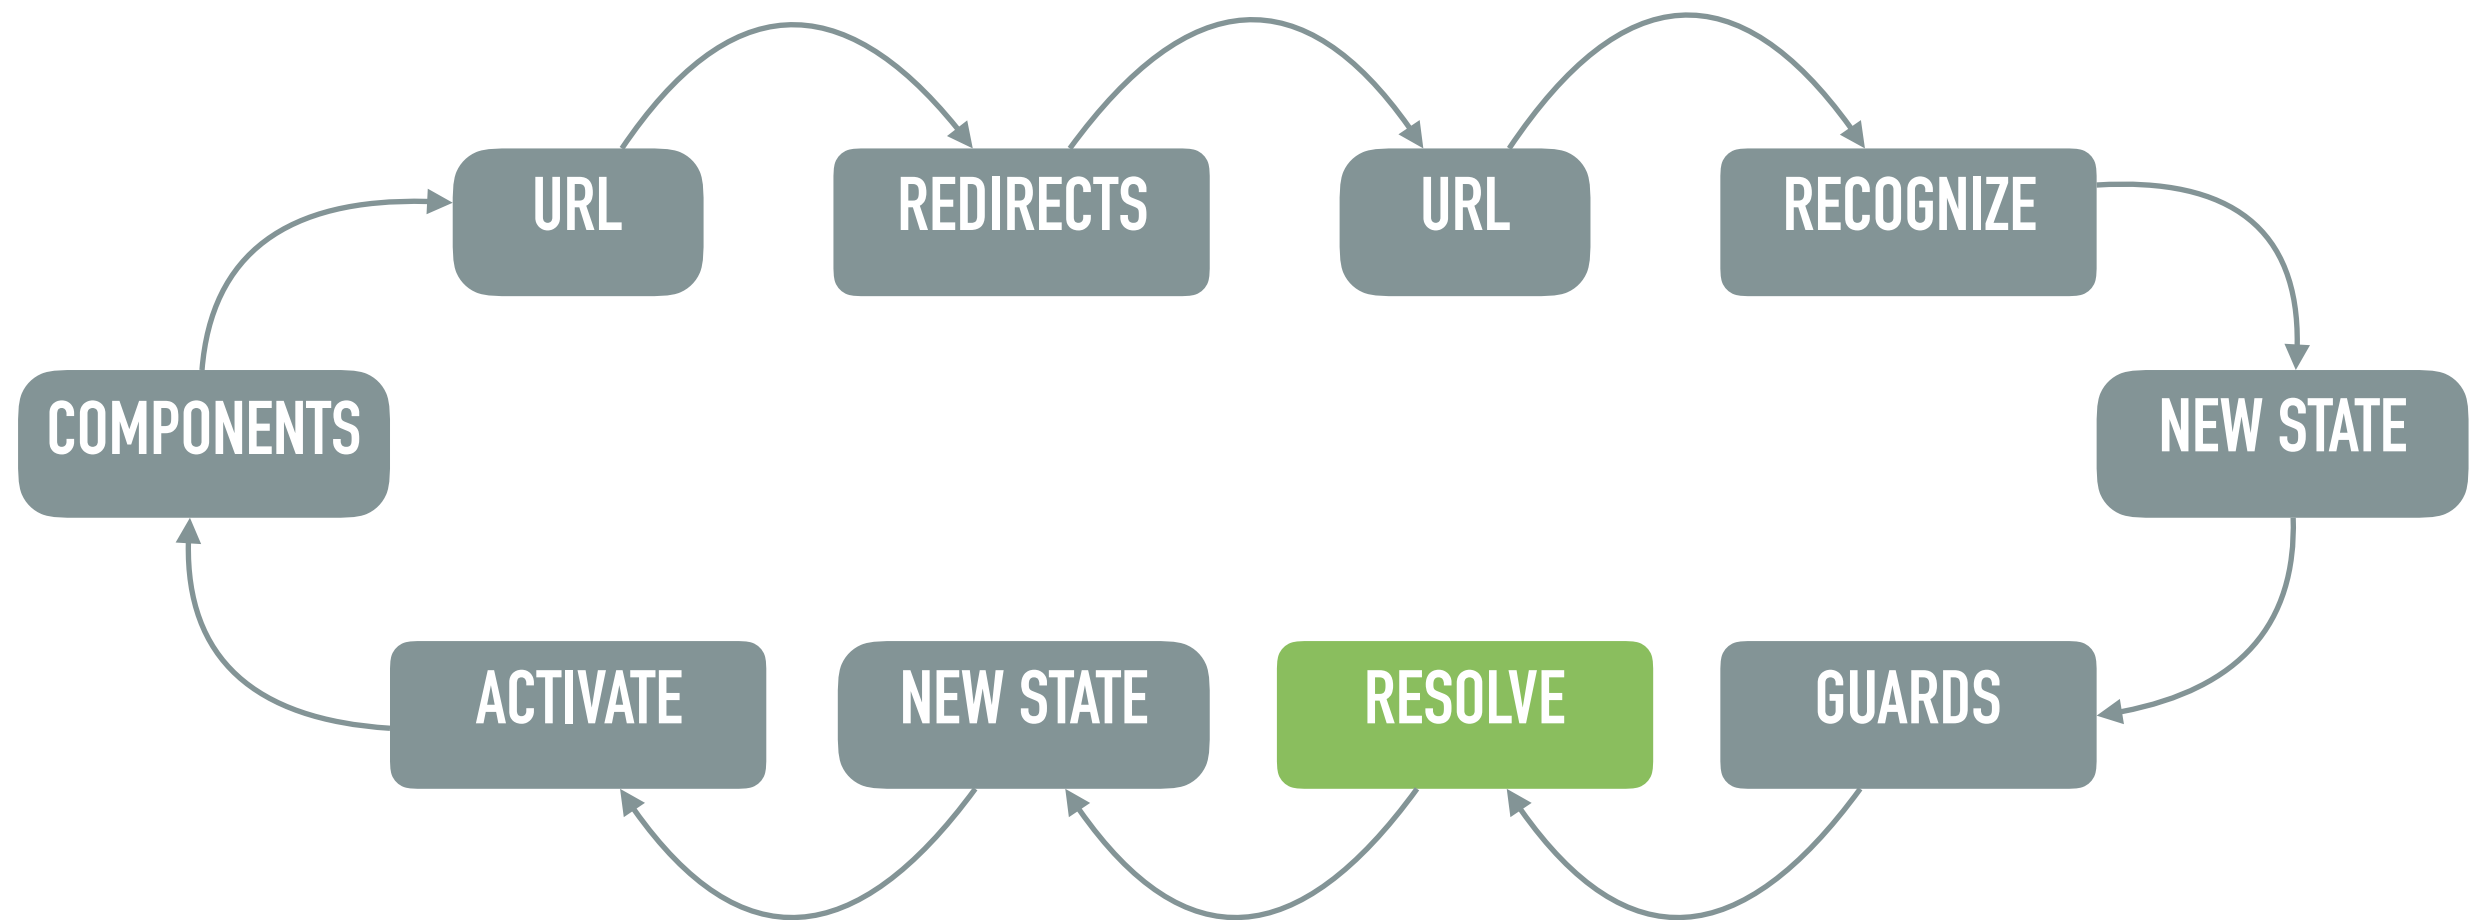 URL
REDIRECTS
URL
RECOGNIZE
COMPONENTS
NEW STATE
ACTIVATE
NEW STATE
RESOLVE
GUARDS